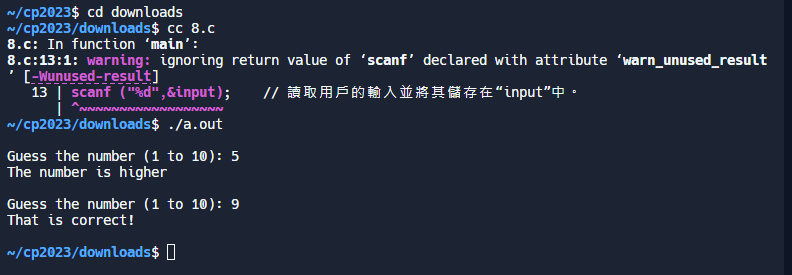 ~/cp2023$ cd downloads
~/cp2023/downloads$ cc 8.c
8.c: In function ‘main’:
8.c:13:1: warning: ignoring return value of ‘scanf’ declared with attribute ‘warn_unused_result
’ [-Wunused-result]
   13 | scanf ("%d",&input);    // 讀取用戶的輸入並將其儲存在“input”中。
      | ^~~~~~~~~~~~~~~~~~~
~/cp2023/downloads$ ./a.out

Guess the number (1 to 10): 5
The number is higher

Guess the number (1 to 10): 9
That is correct!

~/cp2023/downloads$